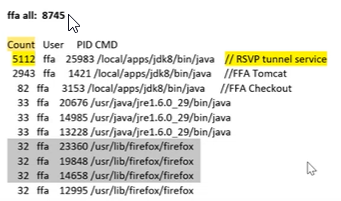 ffa all: 8745
Count User PID CMD
5112 ffa 25983 /local/apps/jdk8/bin/java // RSVP tunnel service
2943 ffa 1421 /local/apps/jdk8/bin/java //FFA Tomcat
82 ffa 3153 /local/apps/jdk8/bin/java //FFA Checkout
33 ffa 20676 /usr/java/jre1.6.0_29/bin/java
33 ffa 14985 /usr/java/jre1.6.0_29/bin/java
33 ffa 13228 /usr/java/jre1.6.0_29/bin/java
32 ffa 23360 /usr/lib/firefox/firefox
32 ffa 19848 /usr/lib/firefox/firefox
32 ffa 14658 /usr/lib/firefox/firefox
32 ffa 12995 /usr/lib/firefox/firefox